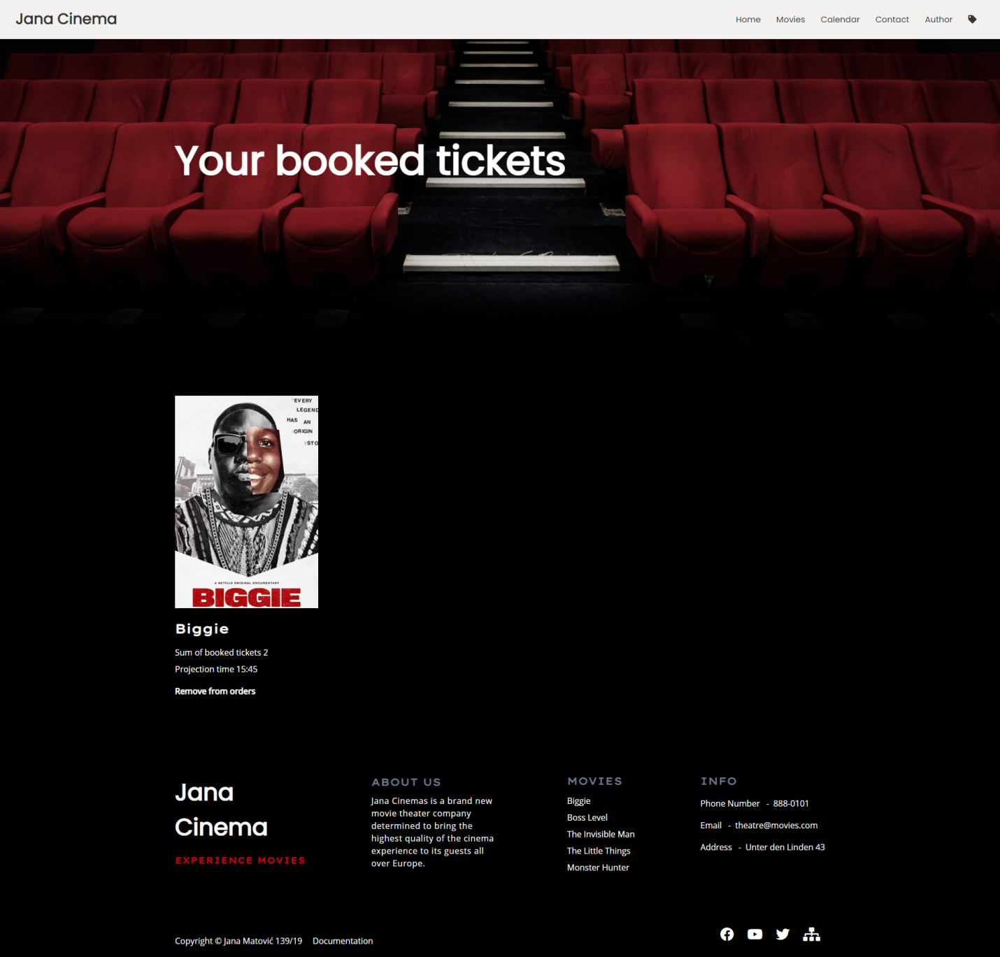 Jana Cinema
Home Movies Calendar Contact Author
Your booked tickets
EVERY
LEGEND
HAS AN
ORIGIN
STO
A NETFLIX ORIGINAL DOCUMENTARY
BIGGIE
Biggie
Sum of booked tickets 2
Projection time 15:45
Remove from orders
Jana
Cinema
EXPERIENCE MOVIES
ABOUT US
Jana Cinemas is a brand new
movie theater company
determined to bring the
highest quality of the cinema
experience to its guests all
over Europe.
MOVIES
Biggie
Boss Level
The Invisible Man
The Little Things
Monster Hunter
INFO
Phone Number - 888-0101
Email - theatre@movies.com
Address - Unter den Linden 43
Copyright © Jana Matović 139/19 Documentation